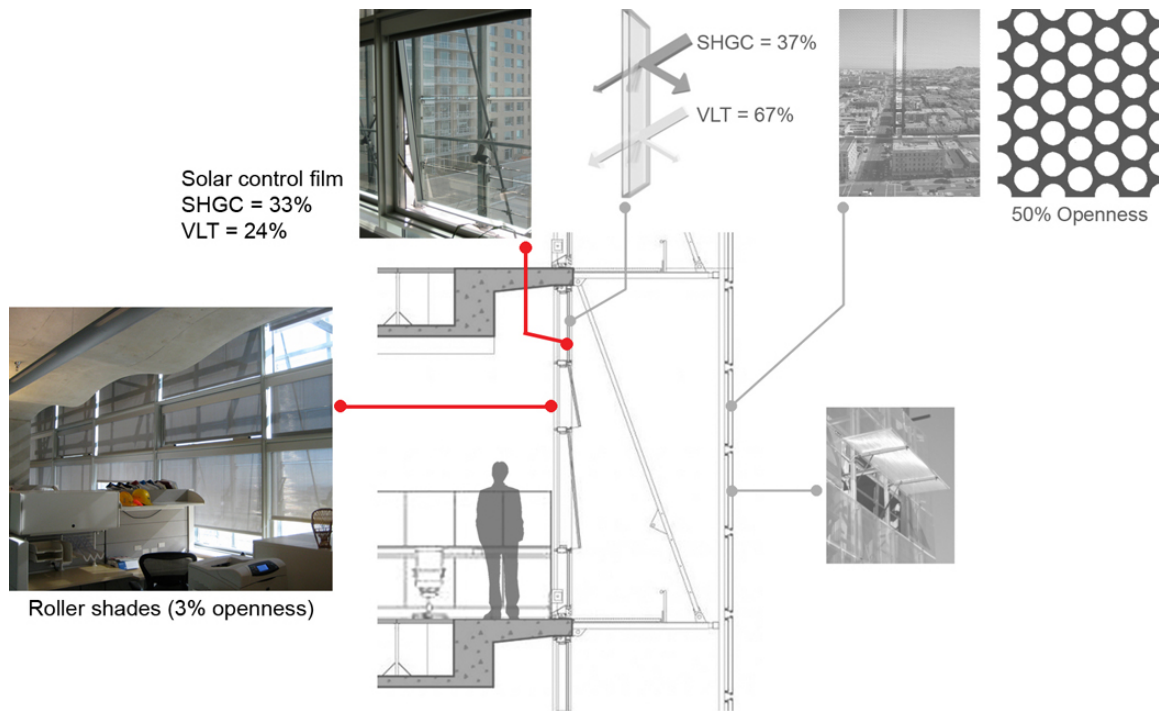 SHGC = 37%
VLT = 67%
Solar control film
SHGC = 33%
VLT = 24%
50% Openness
Roller shades (3% openness)